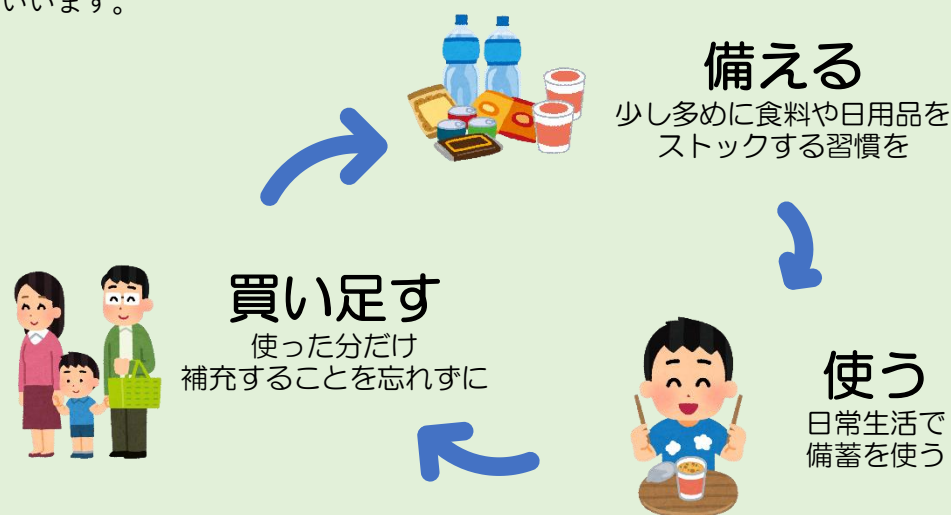 いいます。
備える
少し多めに食料や日用品を
ストックする習慣を
買い足す
使った分だけ
補充することを忘れずに
使う
日常生活で
備蓄を使う